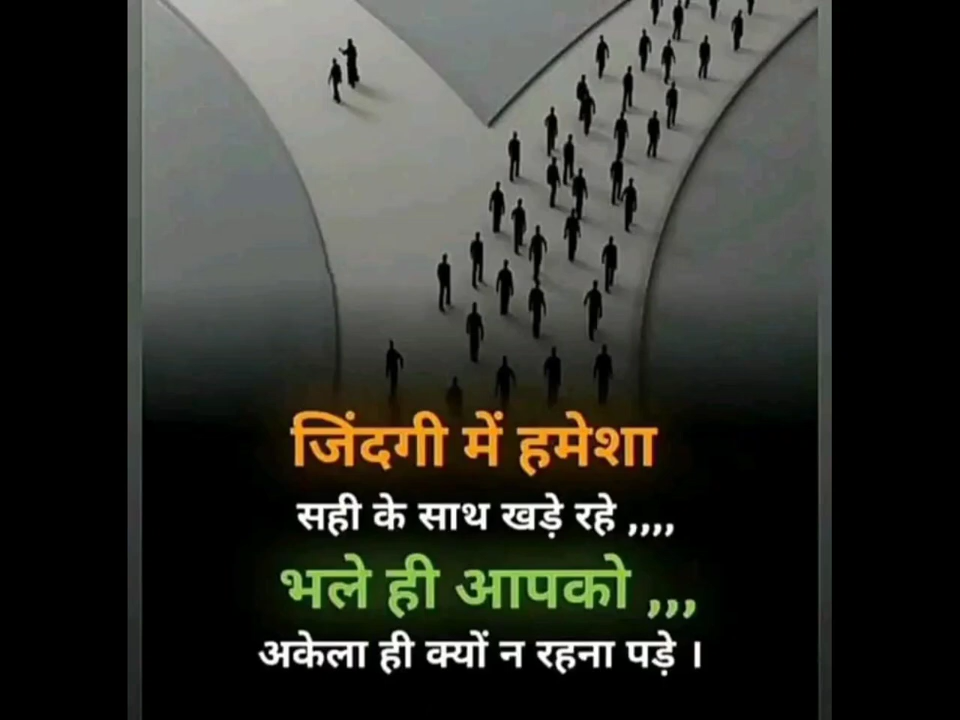 जिंदगी में हमेशा
सही के साथ खड़े रहे ,,,,
भले ही आपको ,,,
अकेला ही क्यों न रहना पड़े ।